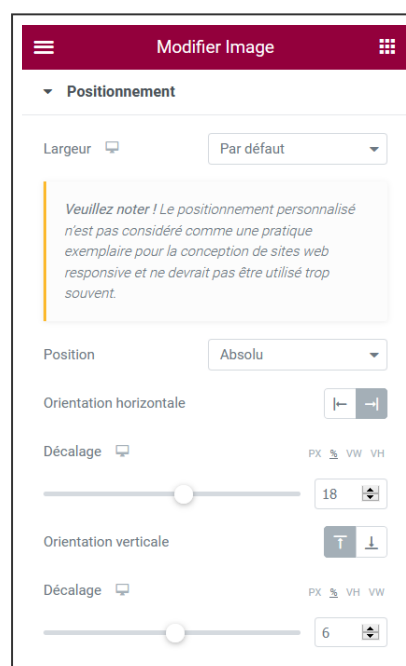 Modifier Image
Positionnement
Largeur
Par défaut
Veuillez noter ! Le positionnement personnalisé
n'est pas considéré comme une pratique
exemplaire pour la conception de sites web
responsive et ne devrait pas être utilisé trop
souvent.
Position
Absolu
Orientation horizontale
Décalage
PX % VW VH
18
Orientation verticale
Décalage
PX % VH VW
6